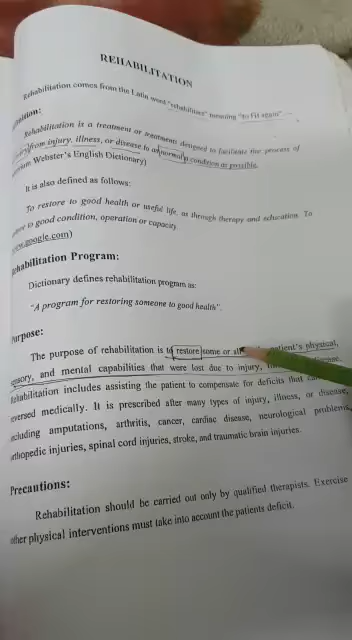 REHABILITATION
Rehabilitation comes from the Latin word "rehabilitas" meaning "to fit again"
Rehabilitation is a treatment or treatments designed to facilitate the process of
from injury, illness, or disease to as normal a condition as possible.
Webster's English Dictionary)
It is also defined as follows:
To restore to good health or useful life, as through therapy and education. To
to good condition, operation or capacity.
google.com)
Rehabilitation Program:
Dictionary defines rehabilitation program as:
"A program for restoring someone to good health".
Purpose:
The purpose of rehabilitation is to restore some or patient's physical,
sensory, and mental capabilities that were lost due to injury,
Rehabilitation includes assisting the patient to compensate for deficits that
reversed medically. It is prescribed after many types of injury, illness, or disease,
including amputations, arthritis, cancer, cardiac disease, neurological problems,
orthopedic injuries, spinal cord injuries, stroke, and traumatic brain injuries.
Precautions:
Rehabilitation should be carried out only by qualified therapists. Exercise
other physical interventions must take into account the patients deficit.